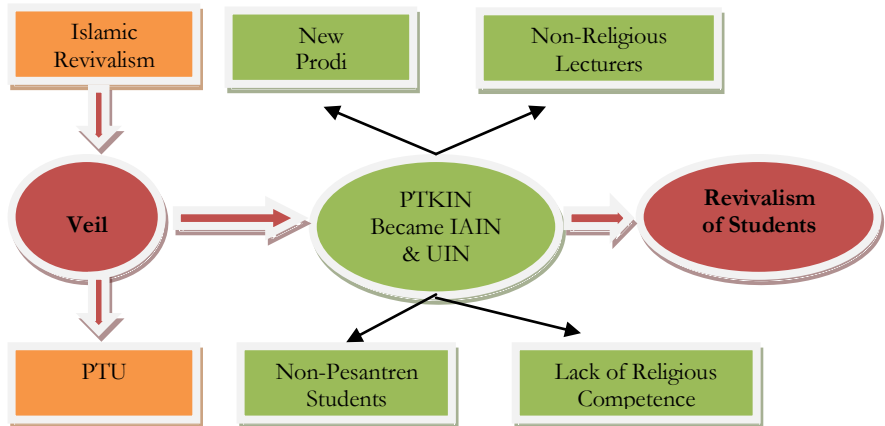 Islamic
Revivalism
New
Prodi
Non-Religious
Lecturers
Veil
PTKIN
Became IAIN
& UIN
Revivalism
of Students
PTU
Non-Pesantren
Students
Lack of Religious
Competence